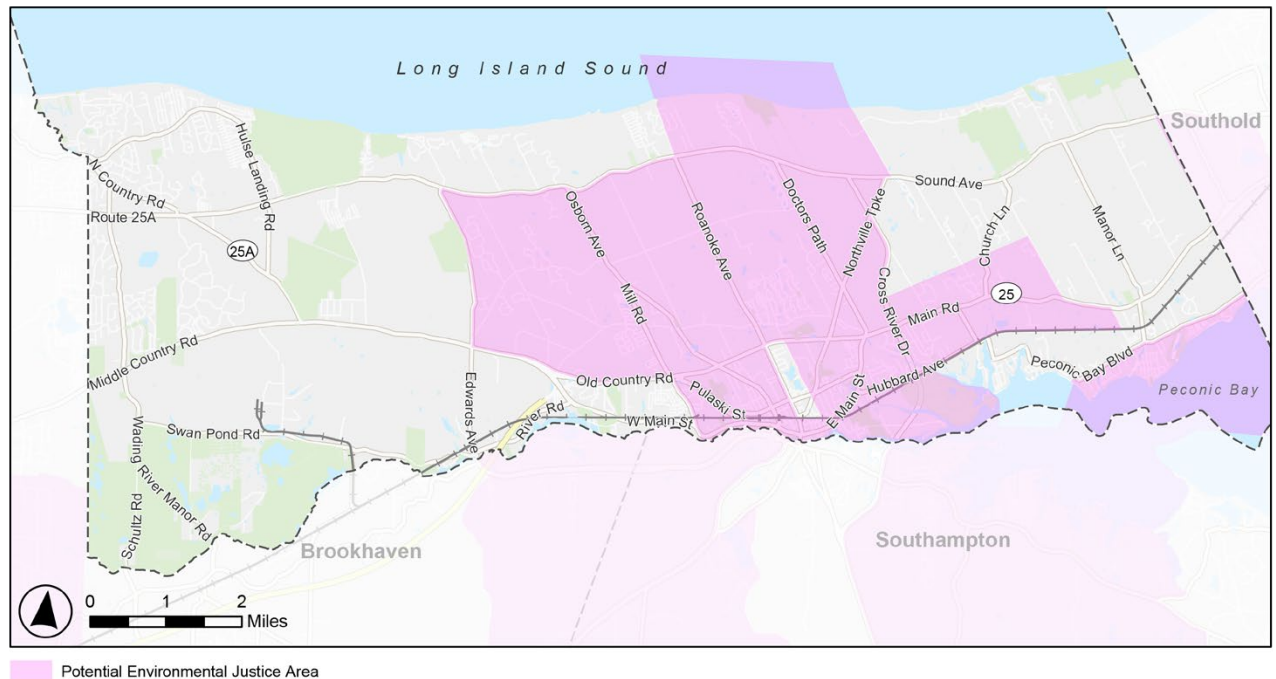 Long Island Sound
Southold
Hulse Landing Rd
N Country Rd
Route 25A
25A
Sound Ave
Osborn Ave
Roanoke Ave
Doctors Path
Northville Tpke
Church Ln
Manor Ln
Cross River Dr
25
Mill Rd
Main Rd
Middle Country Rd
Old Country Rd
Pulaski St
E Main St
Hubbard Ave
Peconic Bay Blvd
Peconic Bay
Edwards Ave
River Rd
W Main St
Swan Pond Rd
Wading River Manor Rd
Schultz Rd
Brookhaven
Southampton
0 1 2
Miles
Potential Environmental Justice Area